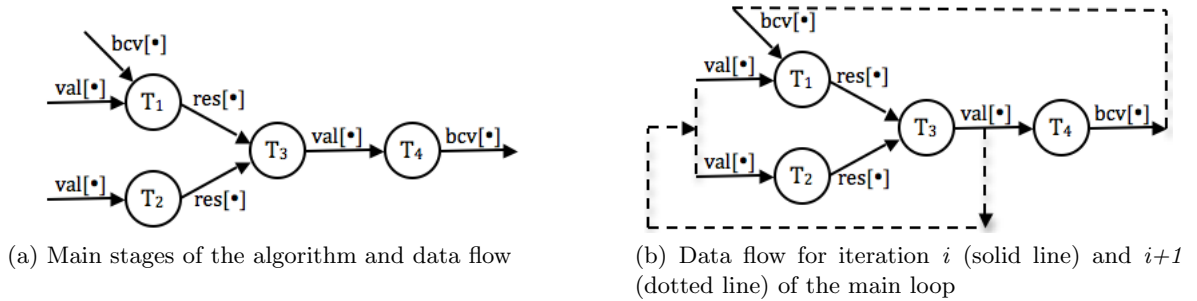 bcv[•]
val[•]
T1
res[•]
T3
val[•]
T4
bcv[•]
val[•]
T2
res[•]
(a) Main stages of the algorithm and data flow
bcv[•]
val[•]
T1
res[•]
T3
val[•]
T4
bcv[•]
val[•]
T2
res[•]
(b) Data flow for iteration i (solid line) and i+1
(dotted line) of the main loop